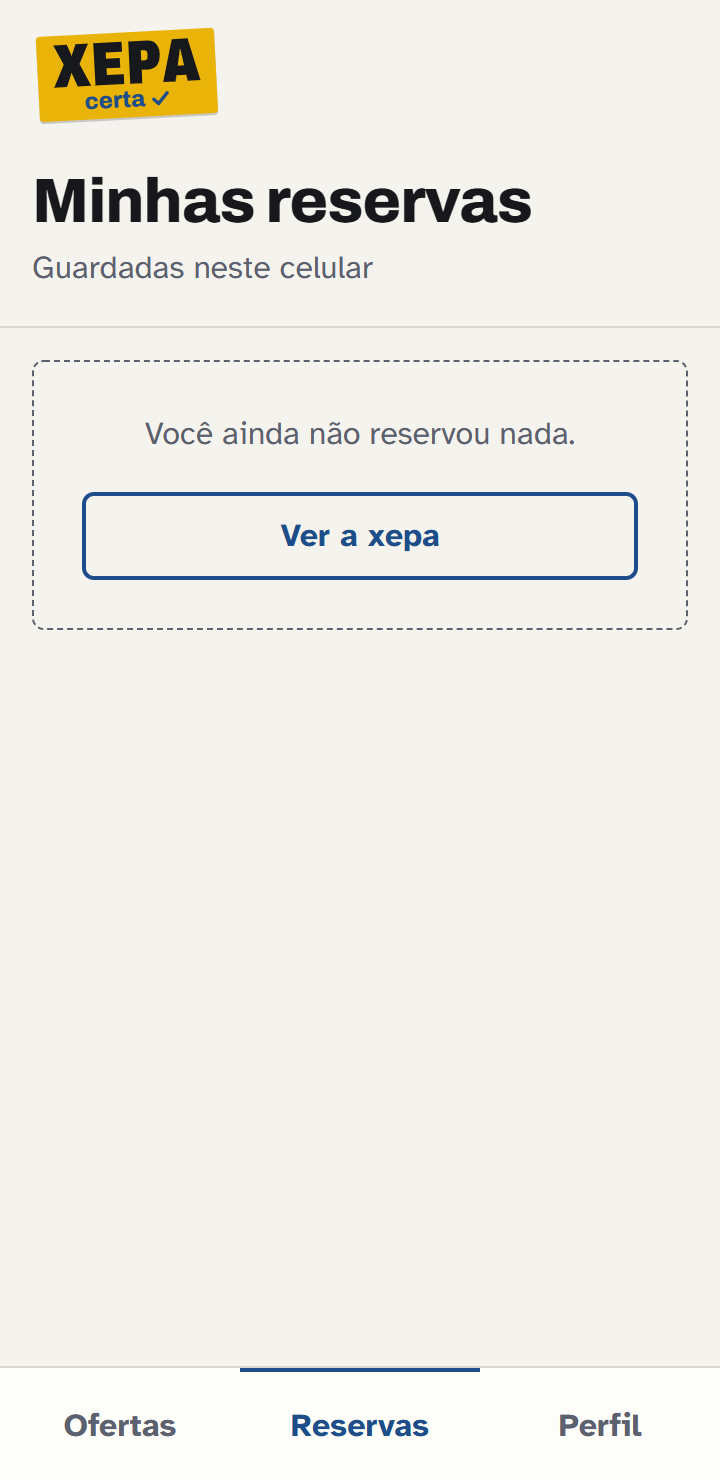 XEPA
certa
Minhas reservas
Guardadas neste celular
Você ainda não reservou nada.
Ver a xepa
Ofertas Reservas Perfil